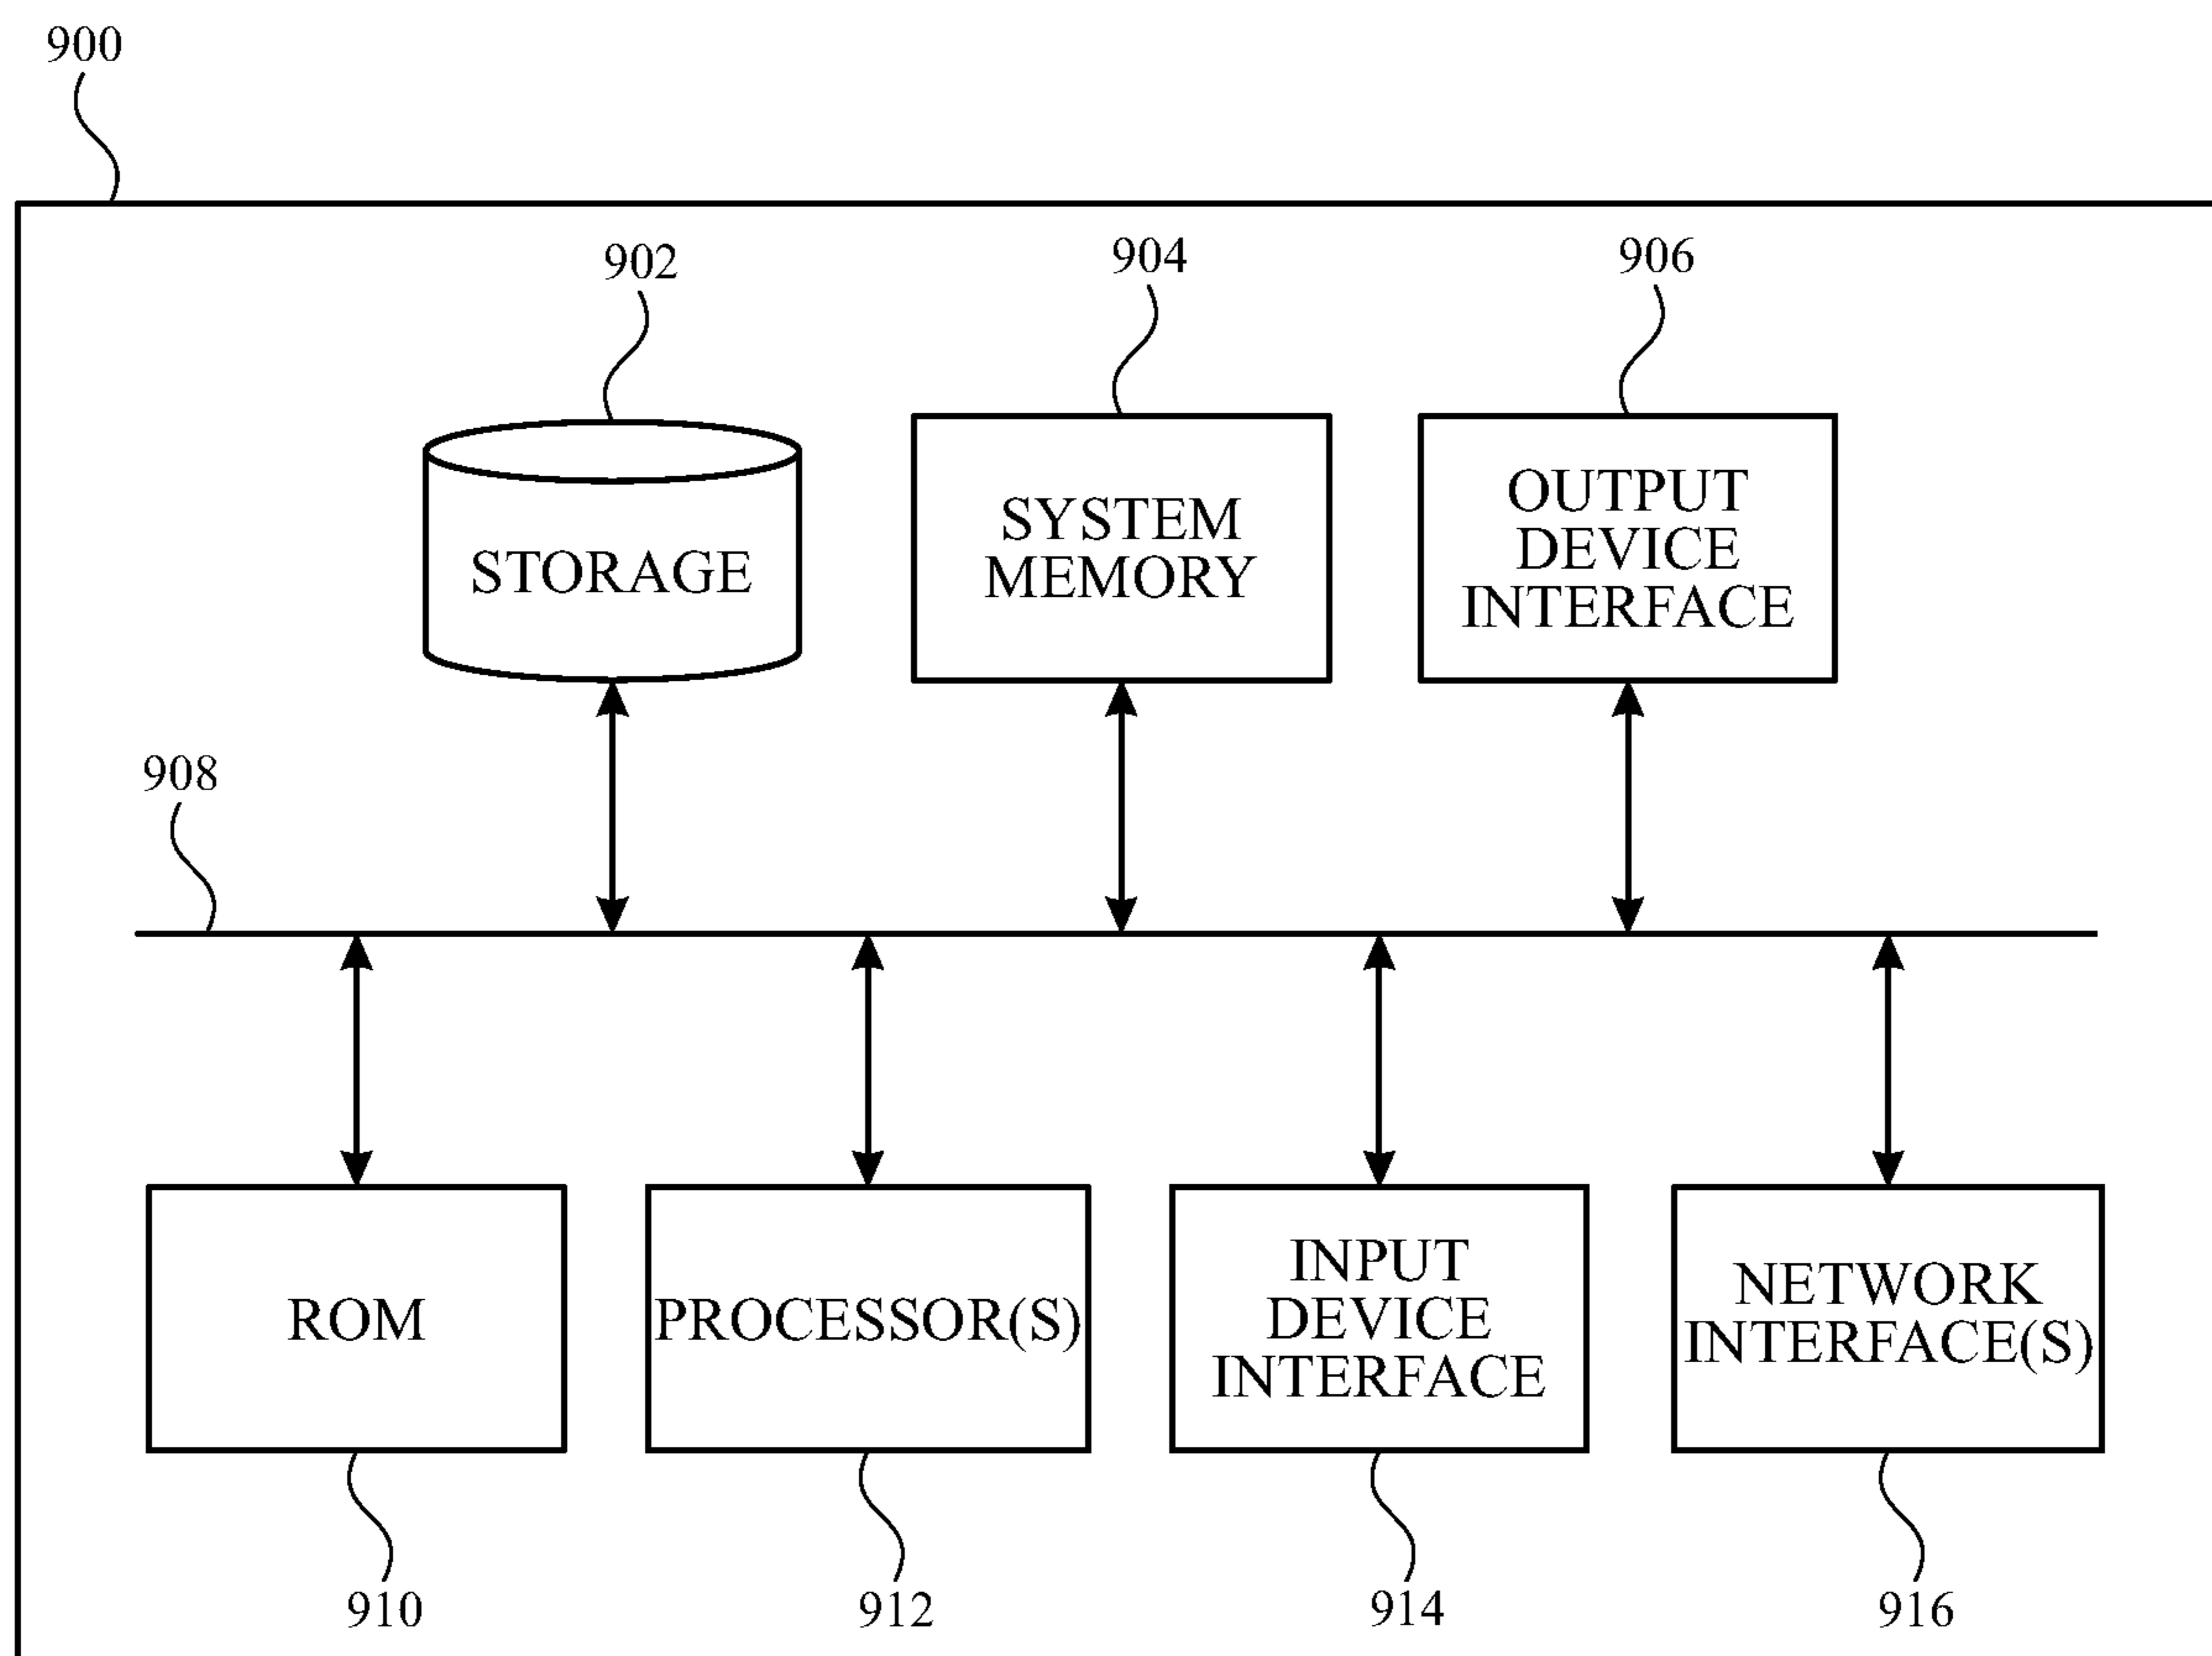 900
902
904
906
STORAGE
SYSTEM
MEMORY
OUTPUT
DEVICE
INTERFACE
908
ROM
PROCESSOR(S)
INPUT
DEVICE
INTERFACE
NETWORK
INTERFACE(S)
910
912
914
916